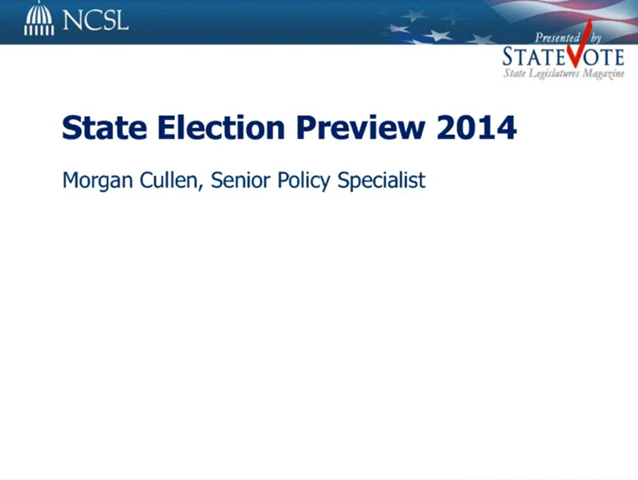 NCSL
Presented by
STATEVOTE
State Legislatures Magazine
State Election Preview 2014
Morgan Cullen, Senior Policy Specialist